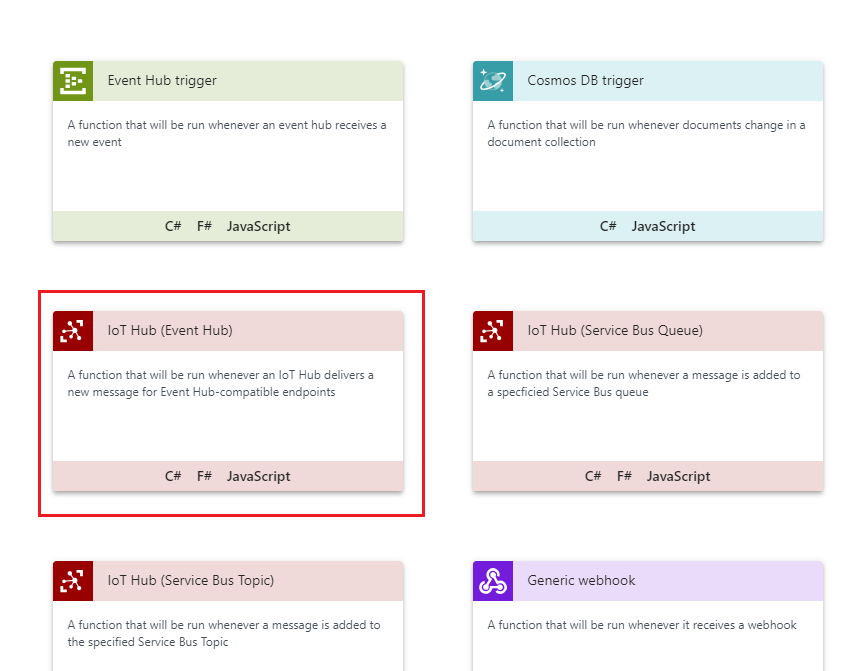 Event Hub trigger
A function that will be run whenever an event hub receives a
new event
C# F# JavaScript
Cosmos DB trigger
A function that will be run whenever documents change in a
document collection
C# JavaScript
IoT Hub (Event Hub)
A function that will be run whenever an IoT Hub delivers a
new message for Event Hub-compatible endpoints
C# F# JavaScript
IoT Hub (Service Bus Queue)
A function that will be run whenever a message is added to
a specficied Service Bus queue
C# F# JavaScript
IoT Hub (Service Bus Topic)
A function that will be run whenever a message is added to
the specified Service Bus Topic
Generic webhook
A function that will be run whenever it receives a webhook